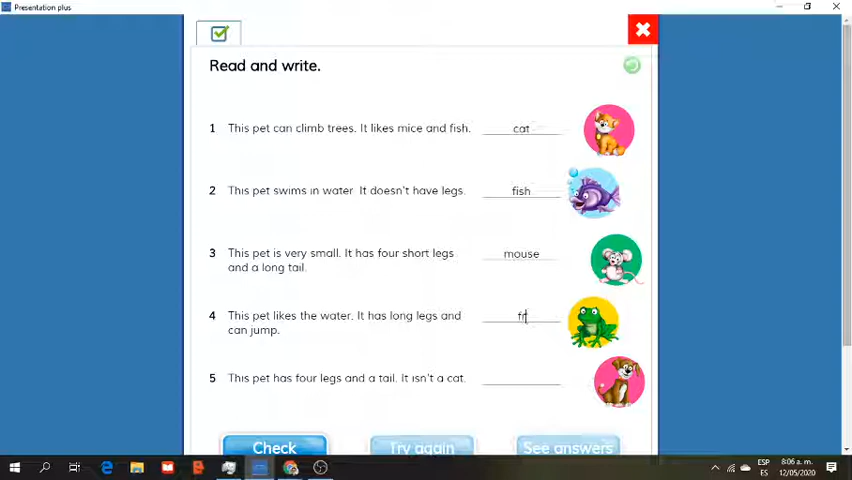 Presentation plus
Read and write.
1 This pet can climb trees. It likes mice and fish. cat
2 This pet swims in water It doesn't have legs. fish
3 This pet is very small. It has four short legs mouse
and a long tail.
4 This pet likes the water. It has long legs and fr
can jump.
5 This pet has four legs and a tail. It isn't a cat.
Check Try again See answers
ESP 8:06 a. m.
ES 12/05/2020